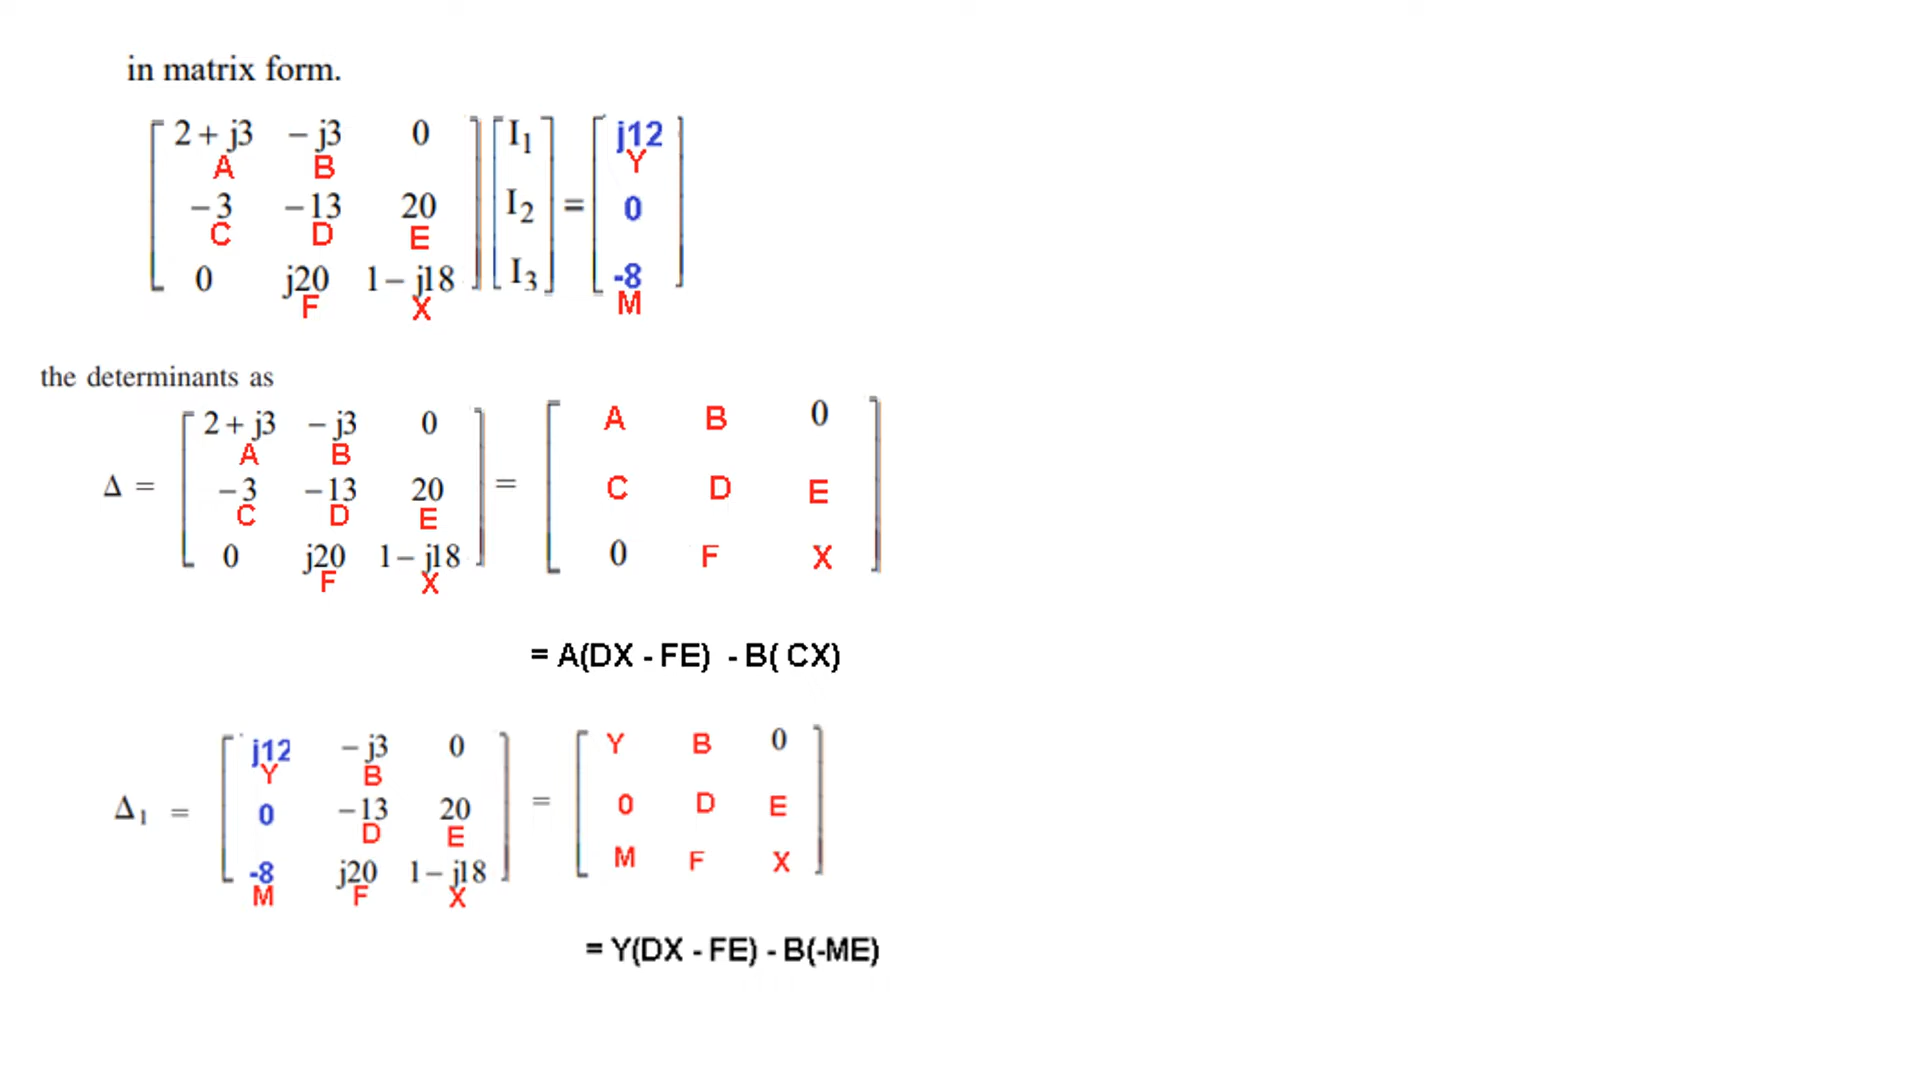 in matrix form.
2 + j3 − j3 0 I1 j12
A B Y
−3 −13 20 I2 = 0
C D E
0 j20 1 − j18 I3 -8
F X M
the determinants as
2 + j3 − j3 0 A B 0
A B
Δ = −3 −13 20 = C D E
C D E
0 j20 1 − j18 0 F X
F X
= A(DX - FE) - B( CX)
j12 − j3 0 Y B 0
Y B
Δ1 = 0 −13 20 = 0 D E
D E
-8 j20 1 − j18 M F X
M F X
= Y(DX - FE) - B(-ME)